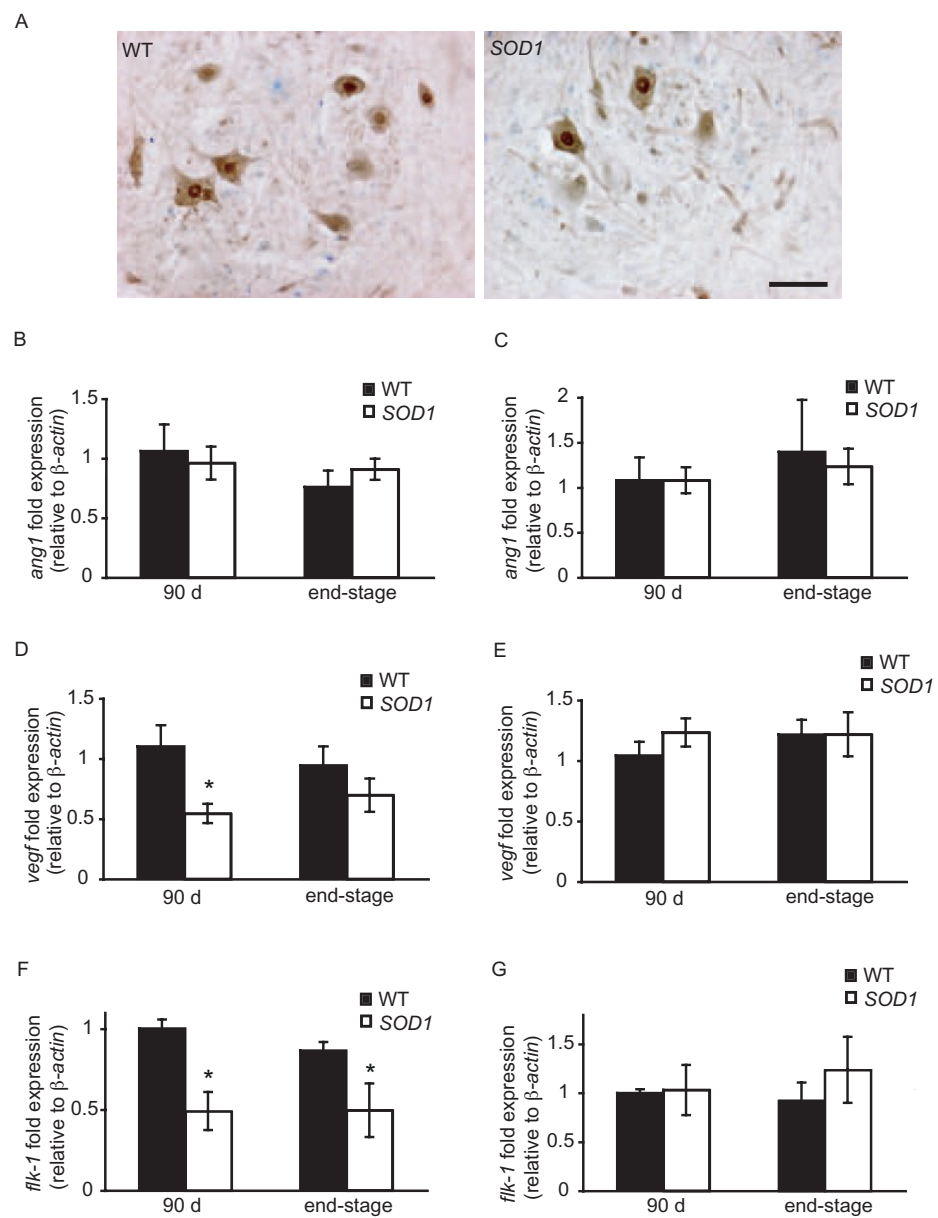 A
WT
SOD1
B
ang1 fold expression
(relative to β-actin)
1.5
1
0.5
0
WT
SOD1
90 d
end-stage
C
ang1 fold expression
(relative to β-actin)
2
1.5
1
0.5
0
WT
SOD1
90 d
end-stage
D
vegf fold expression
(relative to β-actin)
1.5
1
0.5
0
WT
SOD1
*
90 d
end-stage
E
vegf fold expression
(relative to β-actin)
1.5
1
0.5
0
WT
SOD1
90 d
end-stage
F
flk-1 fold expression
(relative to β-actin)
1
0.5
0
WT
SOD1
*
*
90 d
end-stage
G
flk-1 fold expression
(relative to β-actin)
1.5
1
0.5
0
WT
SOD1
90 d
end-stage